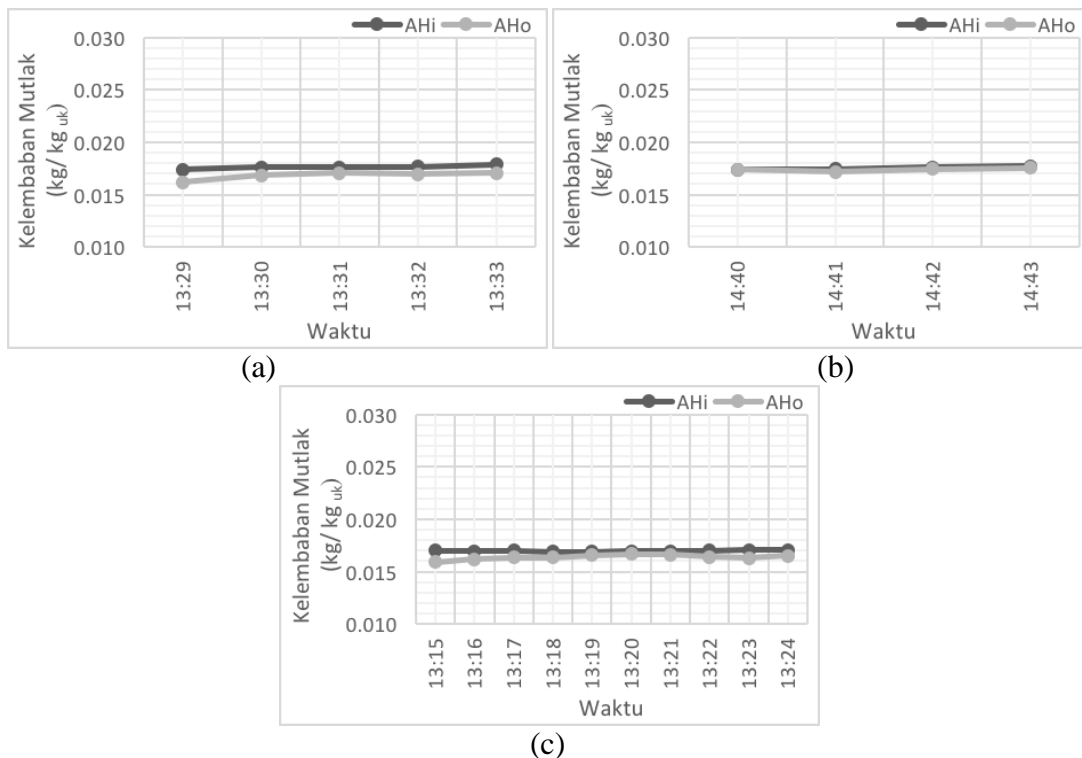 AHi AHo
0.030
0.025
0.020
0.015
0.010
Kelembaban Mutlak
(kg/ kg uk)
13:29 13:30 13:31 13:32 13:33
Waktu
(a)
AHi AHo
0.030
0.025
0.020
0.015
0.010
Kelembaban Mutlak
(kg/ kg uk)
14:40 14:41 14:42 14:43
Waktu
(b)
AHi AHo
0.030
0.025
0.020
0.015
0.010
Kelembaban Mutlak
(kg/ kg uk)
13:15 13:16 13:17 13:18 13:19 13:20 13:21 13:22 13:23 13:24
Waktu
(c)